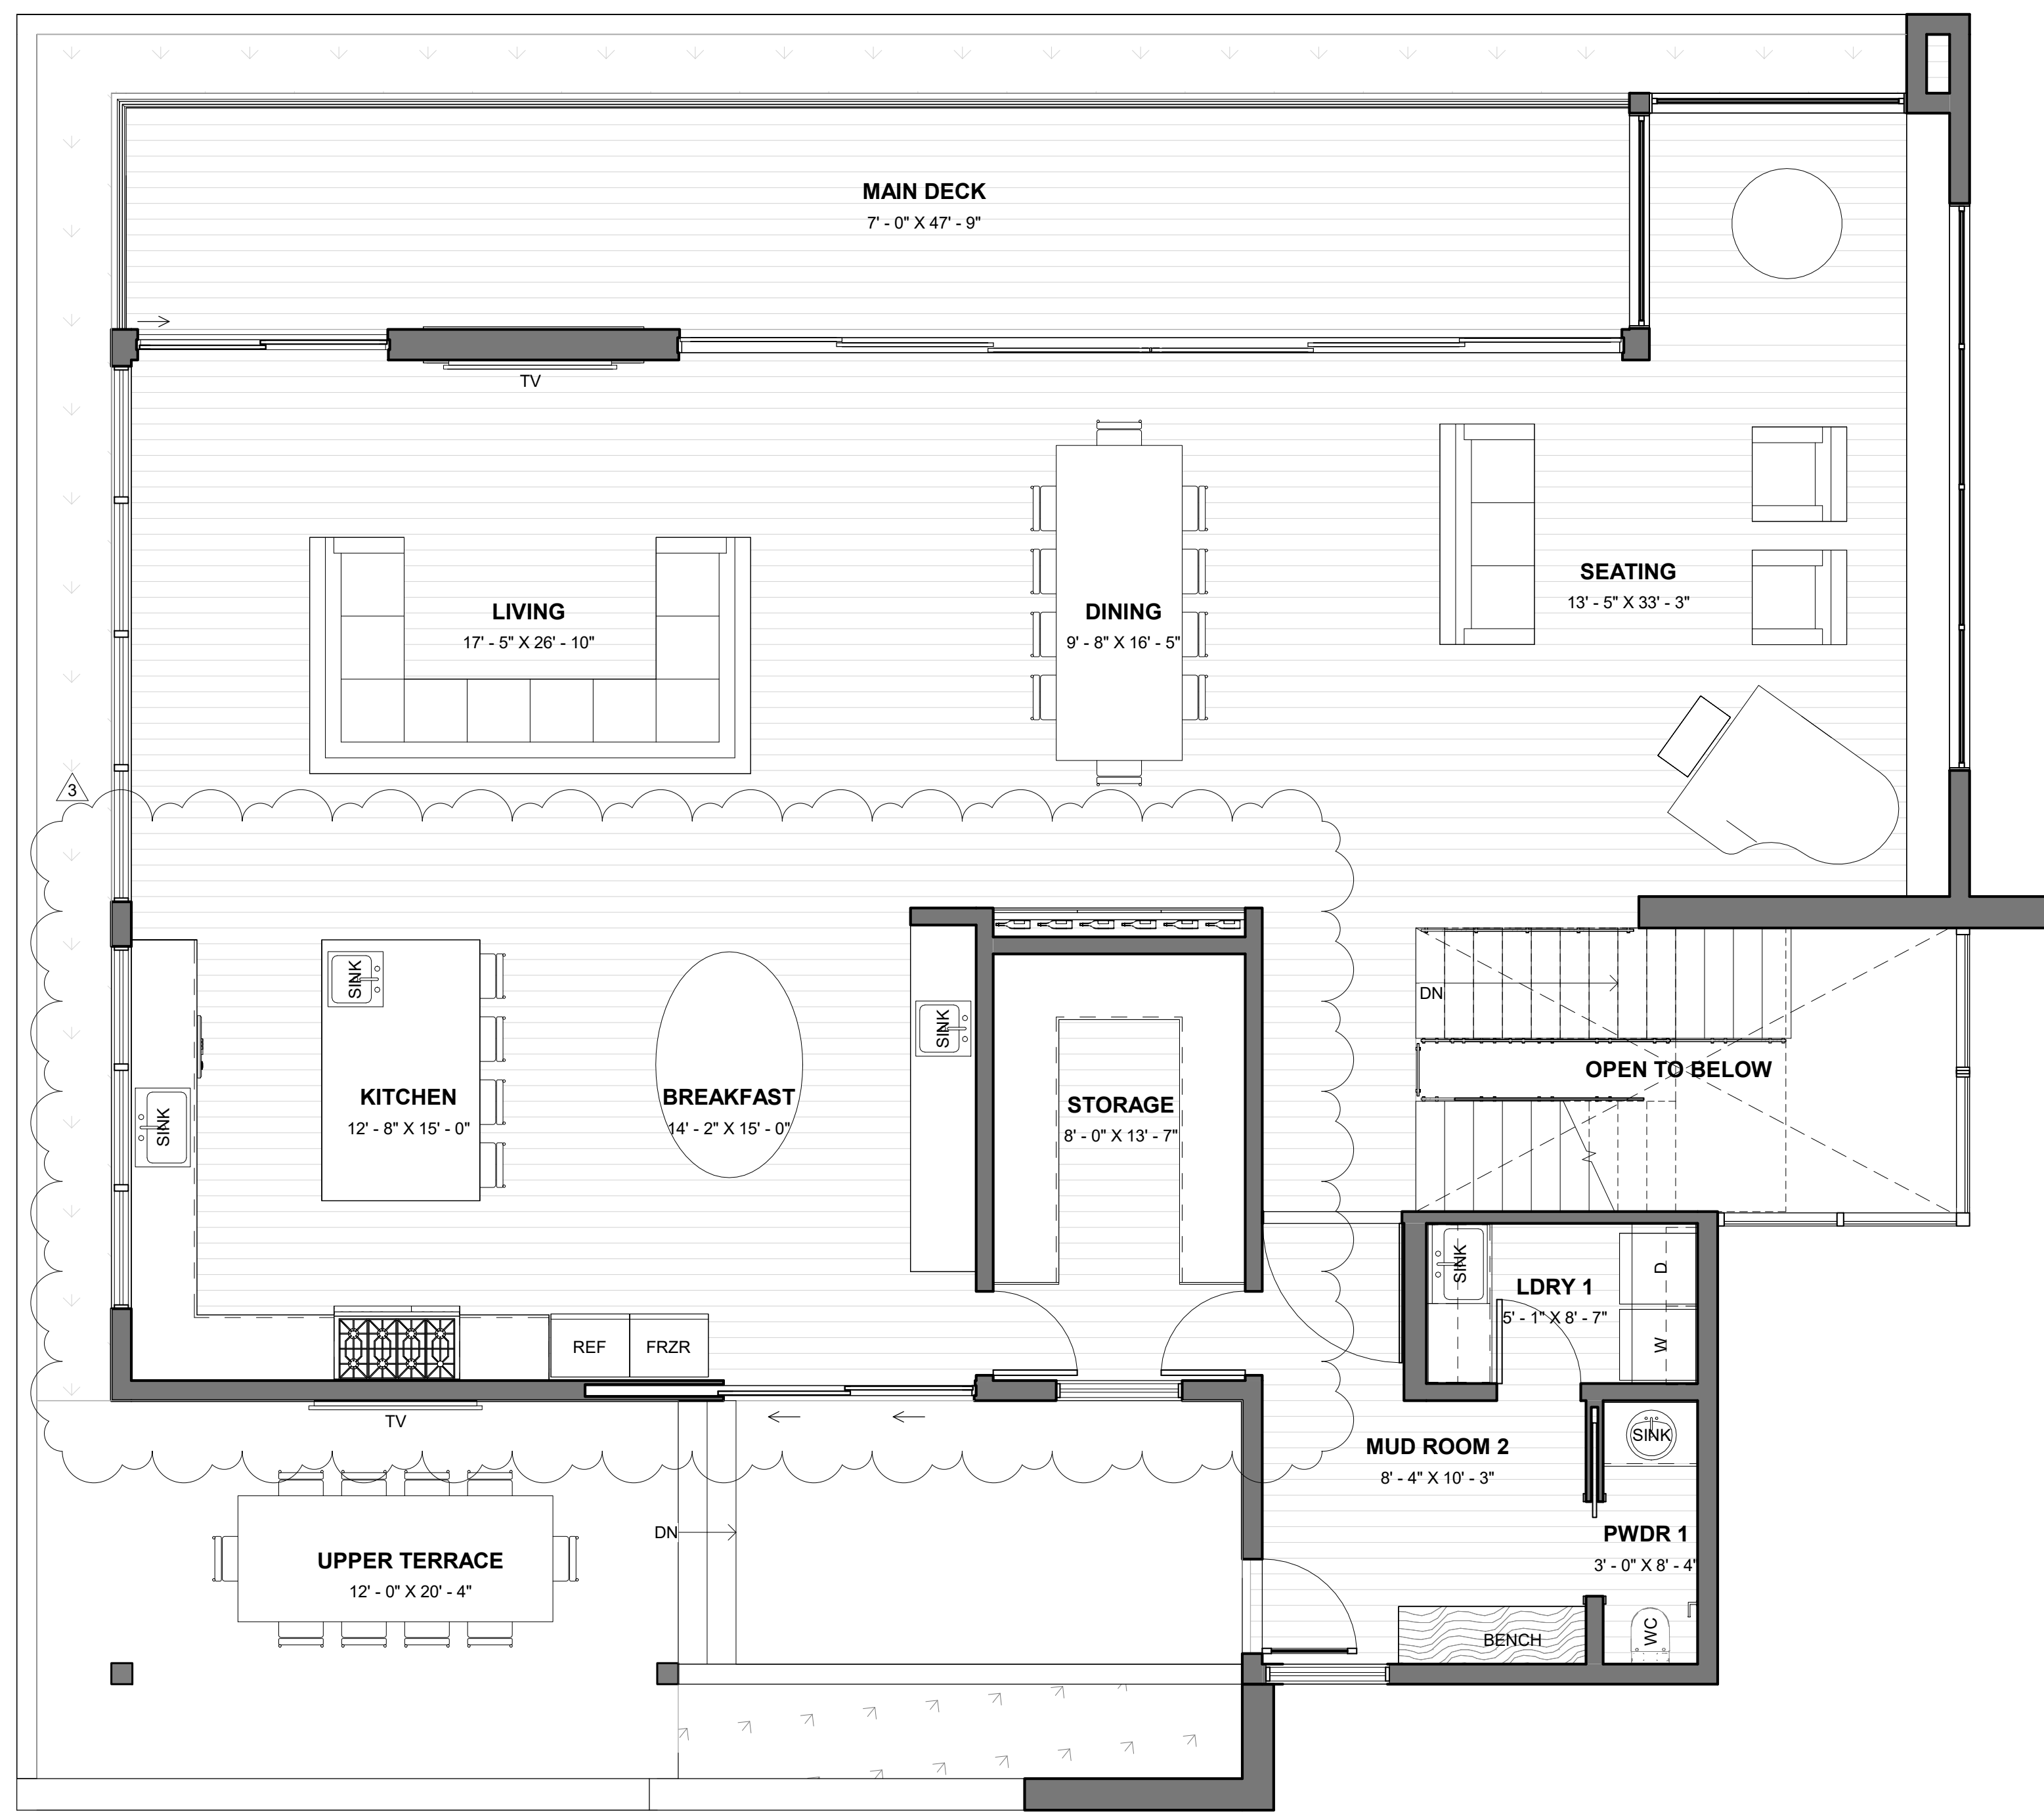 MAIN DECK
7' - 0" X 47' - 9"
TV
LIVING
17' - 5" X 26' - 10"
DINING
9' - 8" X 16' - 5"
SEATING
13' - 5" X 33' - 3"
3
SINK
SINK
SINK
KITCHEN
12' - 8" X 15' - 0"
BREAKFAST
14' - 2" X 15' - 0"
STORAGE
8' - 0" X 13' - 7"
DN
OPEN TO BELOW
REF
FRZR
SINK
LDRY 1
5' - 1" X 8' - 7"
D
W
TV
MUD ROOM 2
8' - 4" X 10' - 3"
SINK
PWDR 1
3' - 0" X 8' - 4"
DN
UPPER TERRACE
12' - 0" X 20' - 4"
BENCH
WC